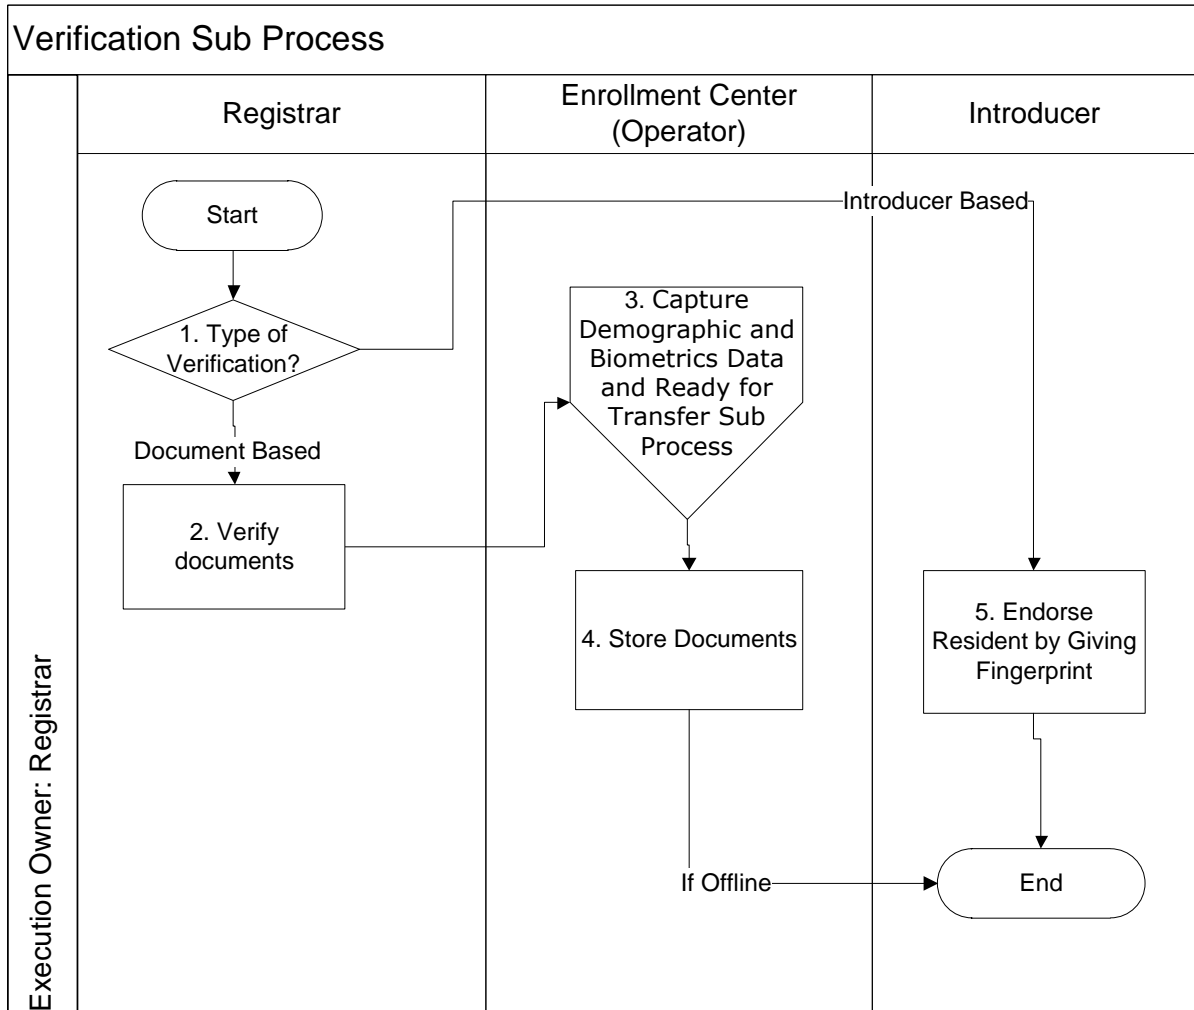 Verification Sub Process
Registrar
Enrollment Center
(Operator)
Introducer
Execution Owner: Registrar
Start
Introducer Based
1. Type of
Verification?
Document Based
2. Verify
documents
3. Capture
Demographic and
Biometrics Data
and Ready for
Transfer Sub
Process
4. Store Documents
5. Endorse
Resident by Giving
Fingerprint
If Offline
End